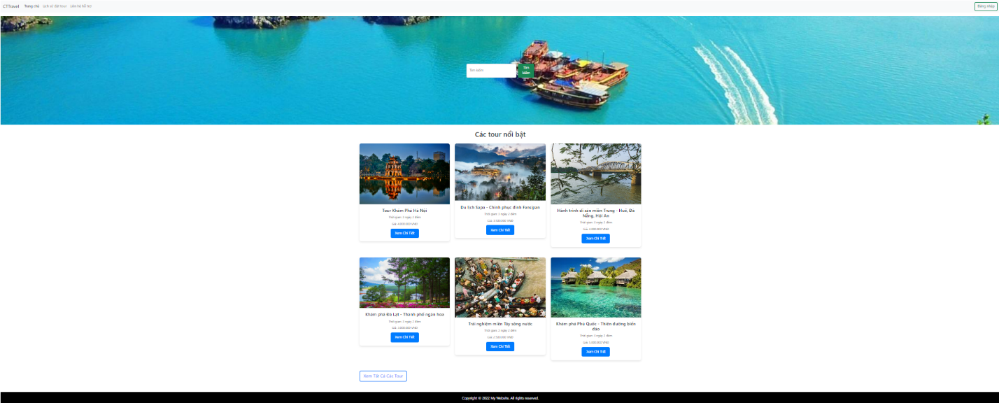 CTTravel Trang chủ Lịch sử đặt tour Liên hệ hỗ trợ Đăng nhập
Tìm kiếm Tìm
kiếm
Các tour nổi bật
Tour Khám Phá Hà Nội
Thời gian: 3 ngày 2 đêm
Giá: 4.000.000 VNĐ
Xem Chi Tiết
Du lịch Sapa - Chinh phục đỉnh Fansipan
Thời gian: 3 ngày 2 đêm
Giá: 3.500.000 VNĐ
Xem Chi Tiết
Hành trình di sản miền Trung - Huế, Đà
Nẵng, Hội An
Thời gian: 3 ngày 2 đêm
Giá: 4.200.000 VNĐ
Xem Chi Tiết
Khám phá Đà Lạt - Thành phố ngàn hoa
Thời gian: 3 ngày 2 đêm
Giá: 3.000.000 VNĐ
Xem Chi Tiết
Trải nghiệm miền Tây sông nước
Thời gian: 3 ngày 2 đêm
Giá: 2.500.000 VNĐ
Xem Chi Tiết
Khám phá Phú Quốc - Thiên đường biển
đảo
Thời gian: 3 ngày 2 đêm
VNĐ
Xem Chi Tiết
Xem Tất Cả Các Tour
Copyright © 2022 My Website. All rights reserved.